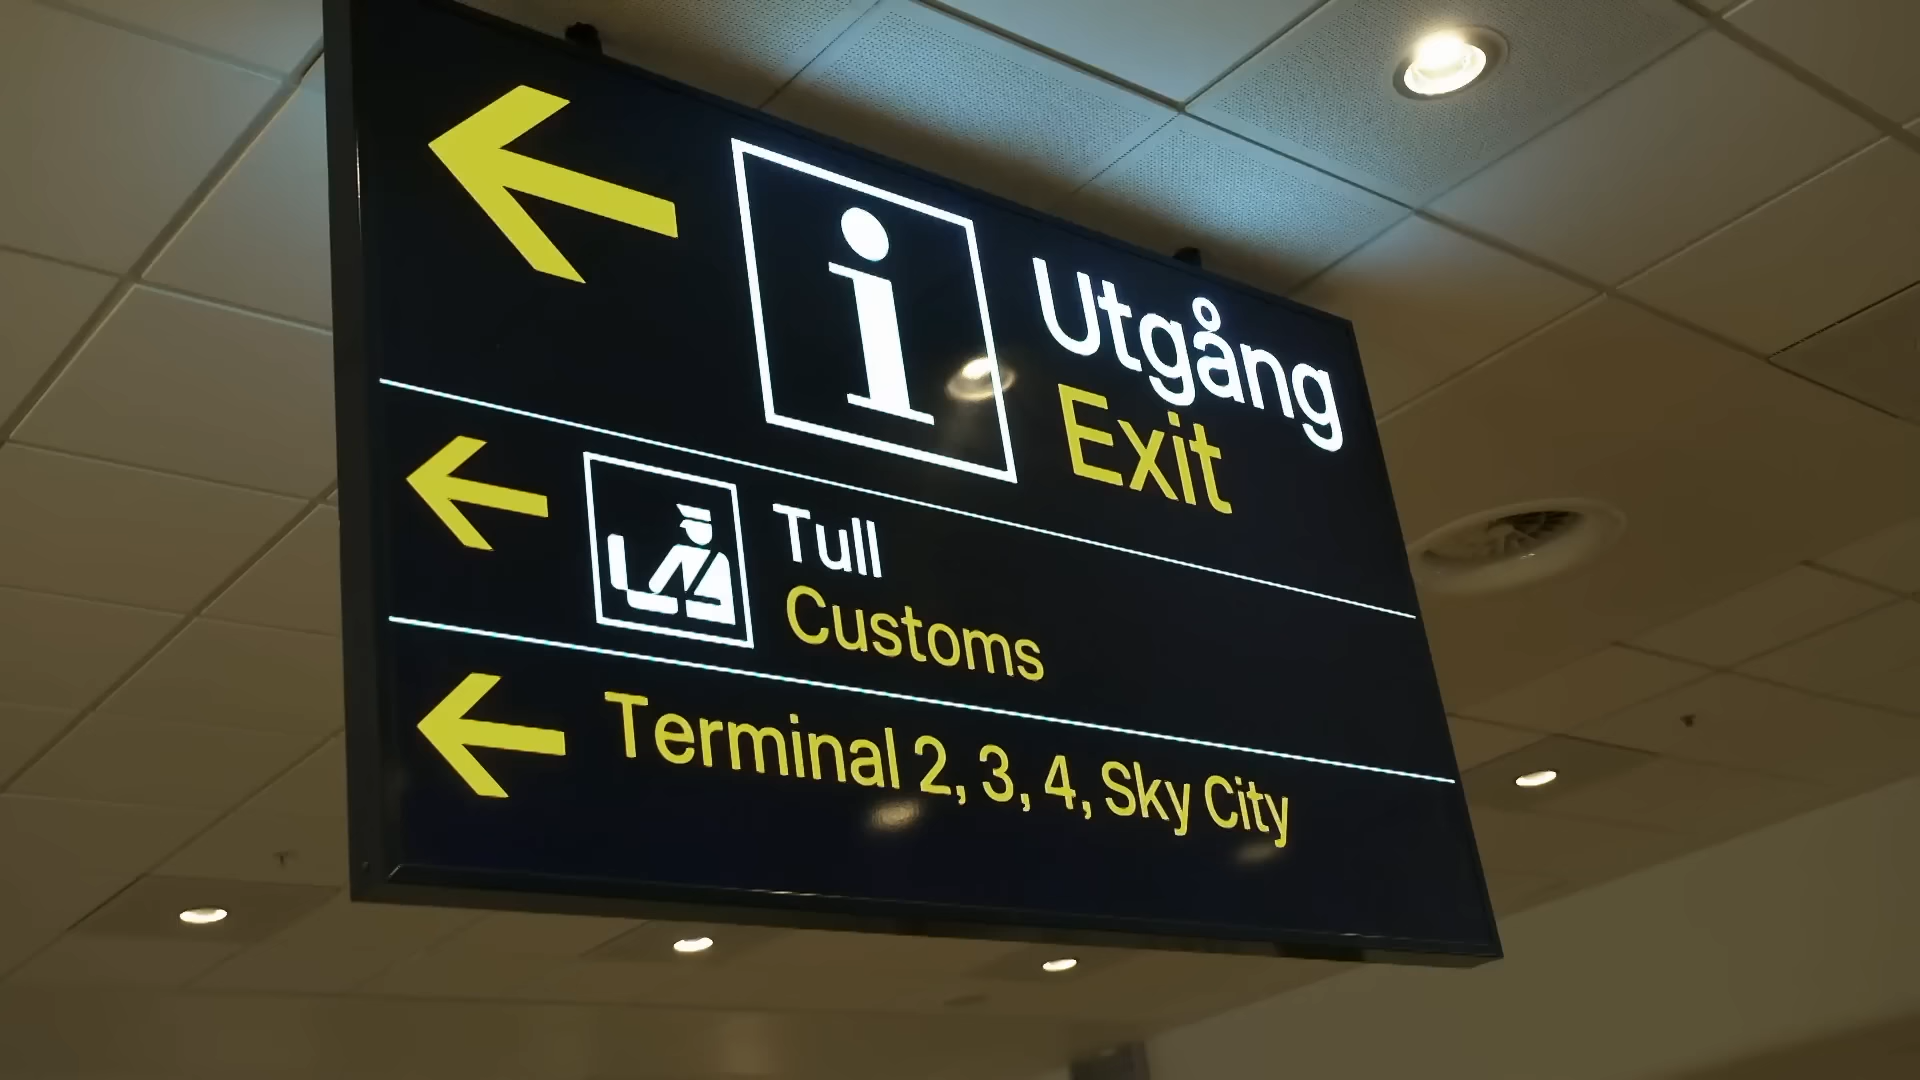 i
Utgång
Exit
Tull
Customs
Terminal 2, 3, 4, Sky City